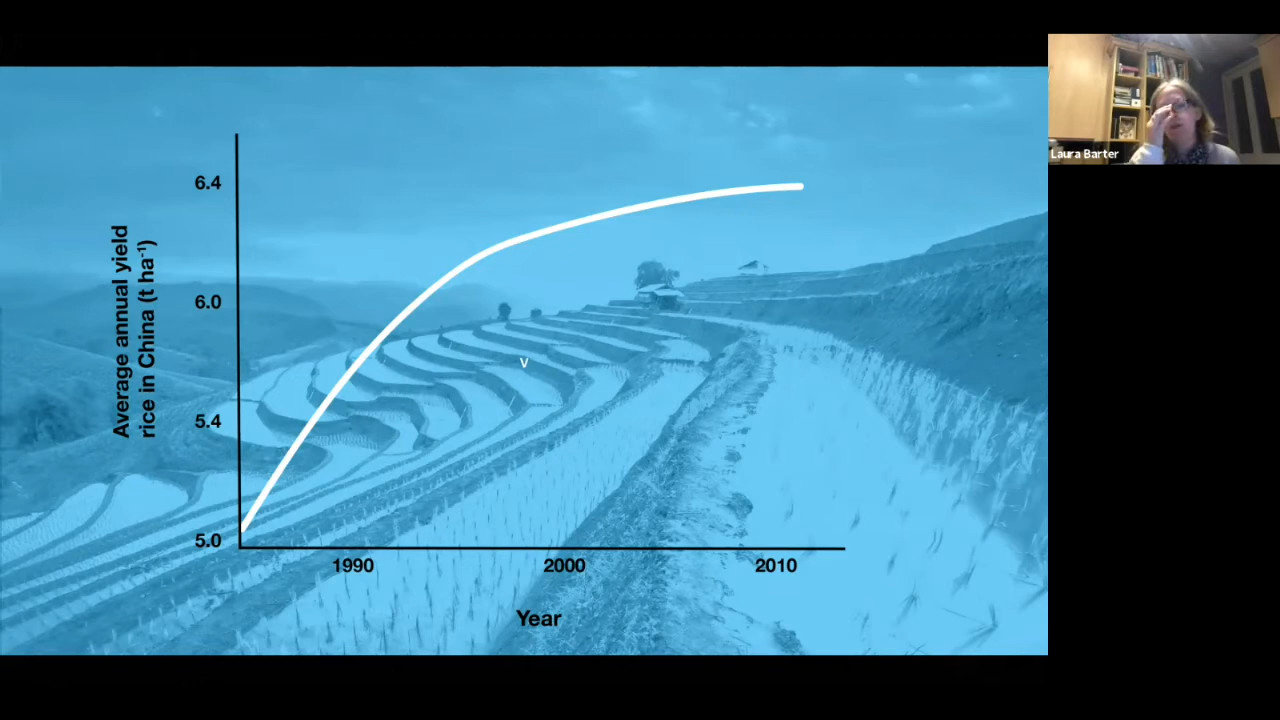 6.4
6.0
5.4
5.0
Average annual yield
rice in China (t ha⁻¹)
v
1990
2000
2010
Year
Laura Barter